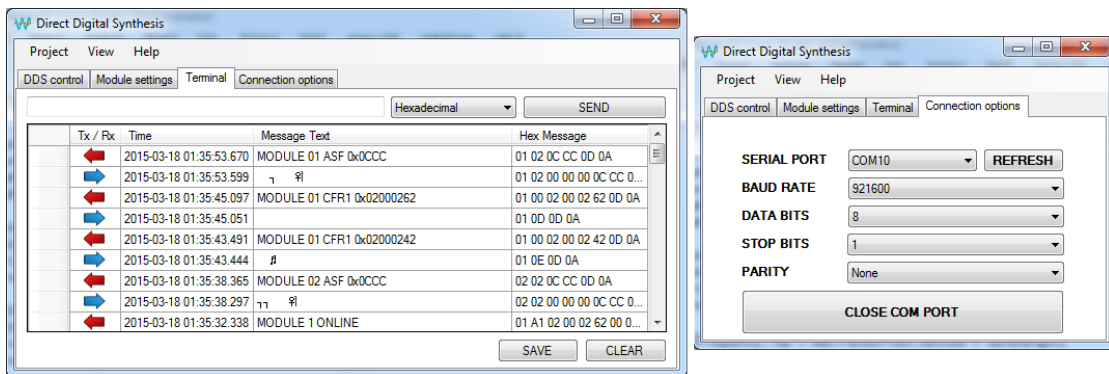 Direct Digital Synthesis
Project View Help
DDS control Module settings Terminal Connection options
Hexadecimal SEND
Tx / Rx Time Message Text Hex Message
2015-03-18 01:35:53.670 MODULE 01 ASF 0x0CCC 01 02 0C CC 0D 0A
2015-03-18 01:35:53.599 01 02 00 00 00 0C CC 0...
2015-03-18 01:35:45.097 MODULE 01 CFR1 0x02000262 01 00 02 00 02 62 0D 0A
2015-03-18 01:35:45.051 01 0D 0D 0A
2015-03-18 01:35:43.491 MODULE 01 CFR1 0x02000242 01 00 02 00 02 42 0D 0A
2015-03-18 01:35:43.444 ♬ 01 0E 0D 0A
2015-03-18 01:35:38.365 MODULE 02 ASF 0x0CCC 02 02 0C CC 0D 0A
2015-03-18 01:35:38.297 02 02 00 00 00 0C CC 0...
2015-03-18 01:35:32.338 MODULE 1 ONLINE 01 A1 02 00 02 62 00 0...
SAVE CLEAR
Direct Digital Synthesis
Project View Help
DDS control Module settings Terminal Connection options
SERIAL PORT COM10 REFRESH
BAUD RATE 921600
DATA BITS 8
STOP BITS 1
PARITY None
CLOSE COM PORT